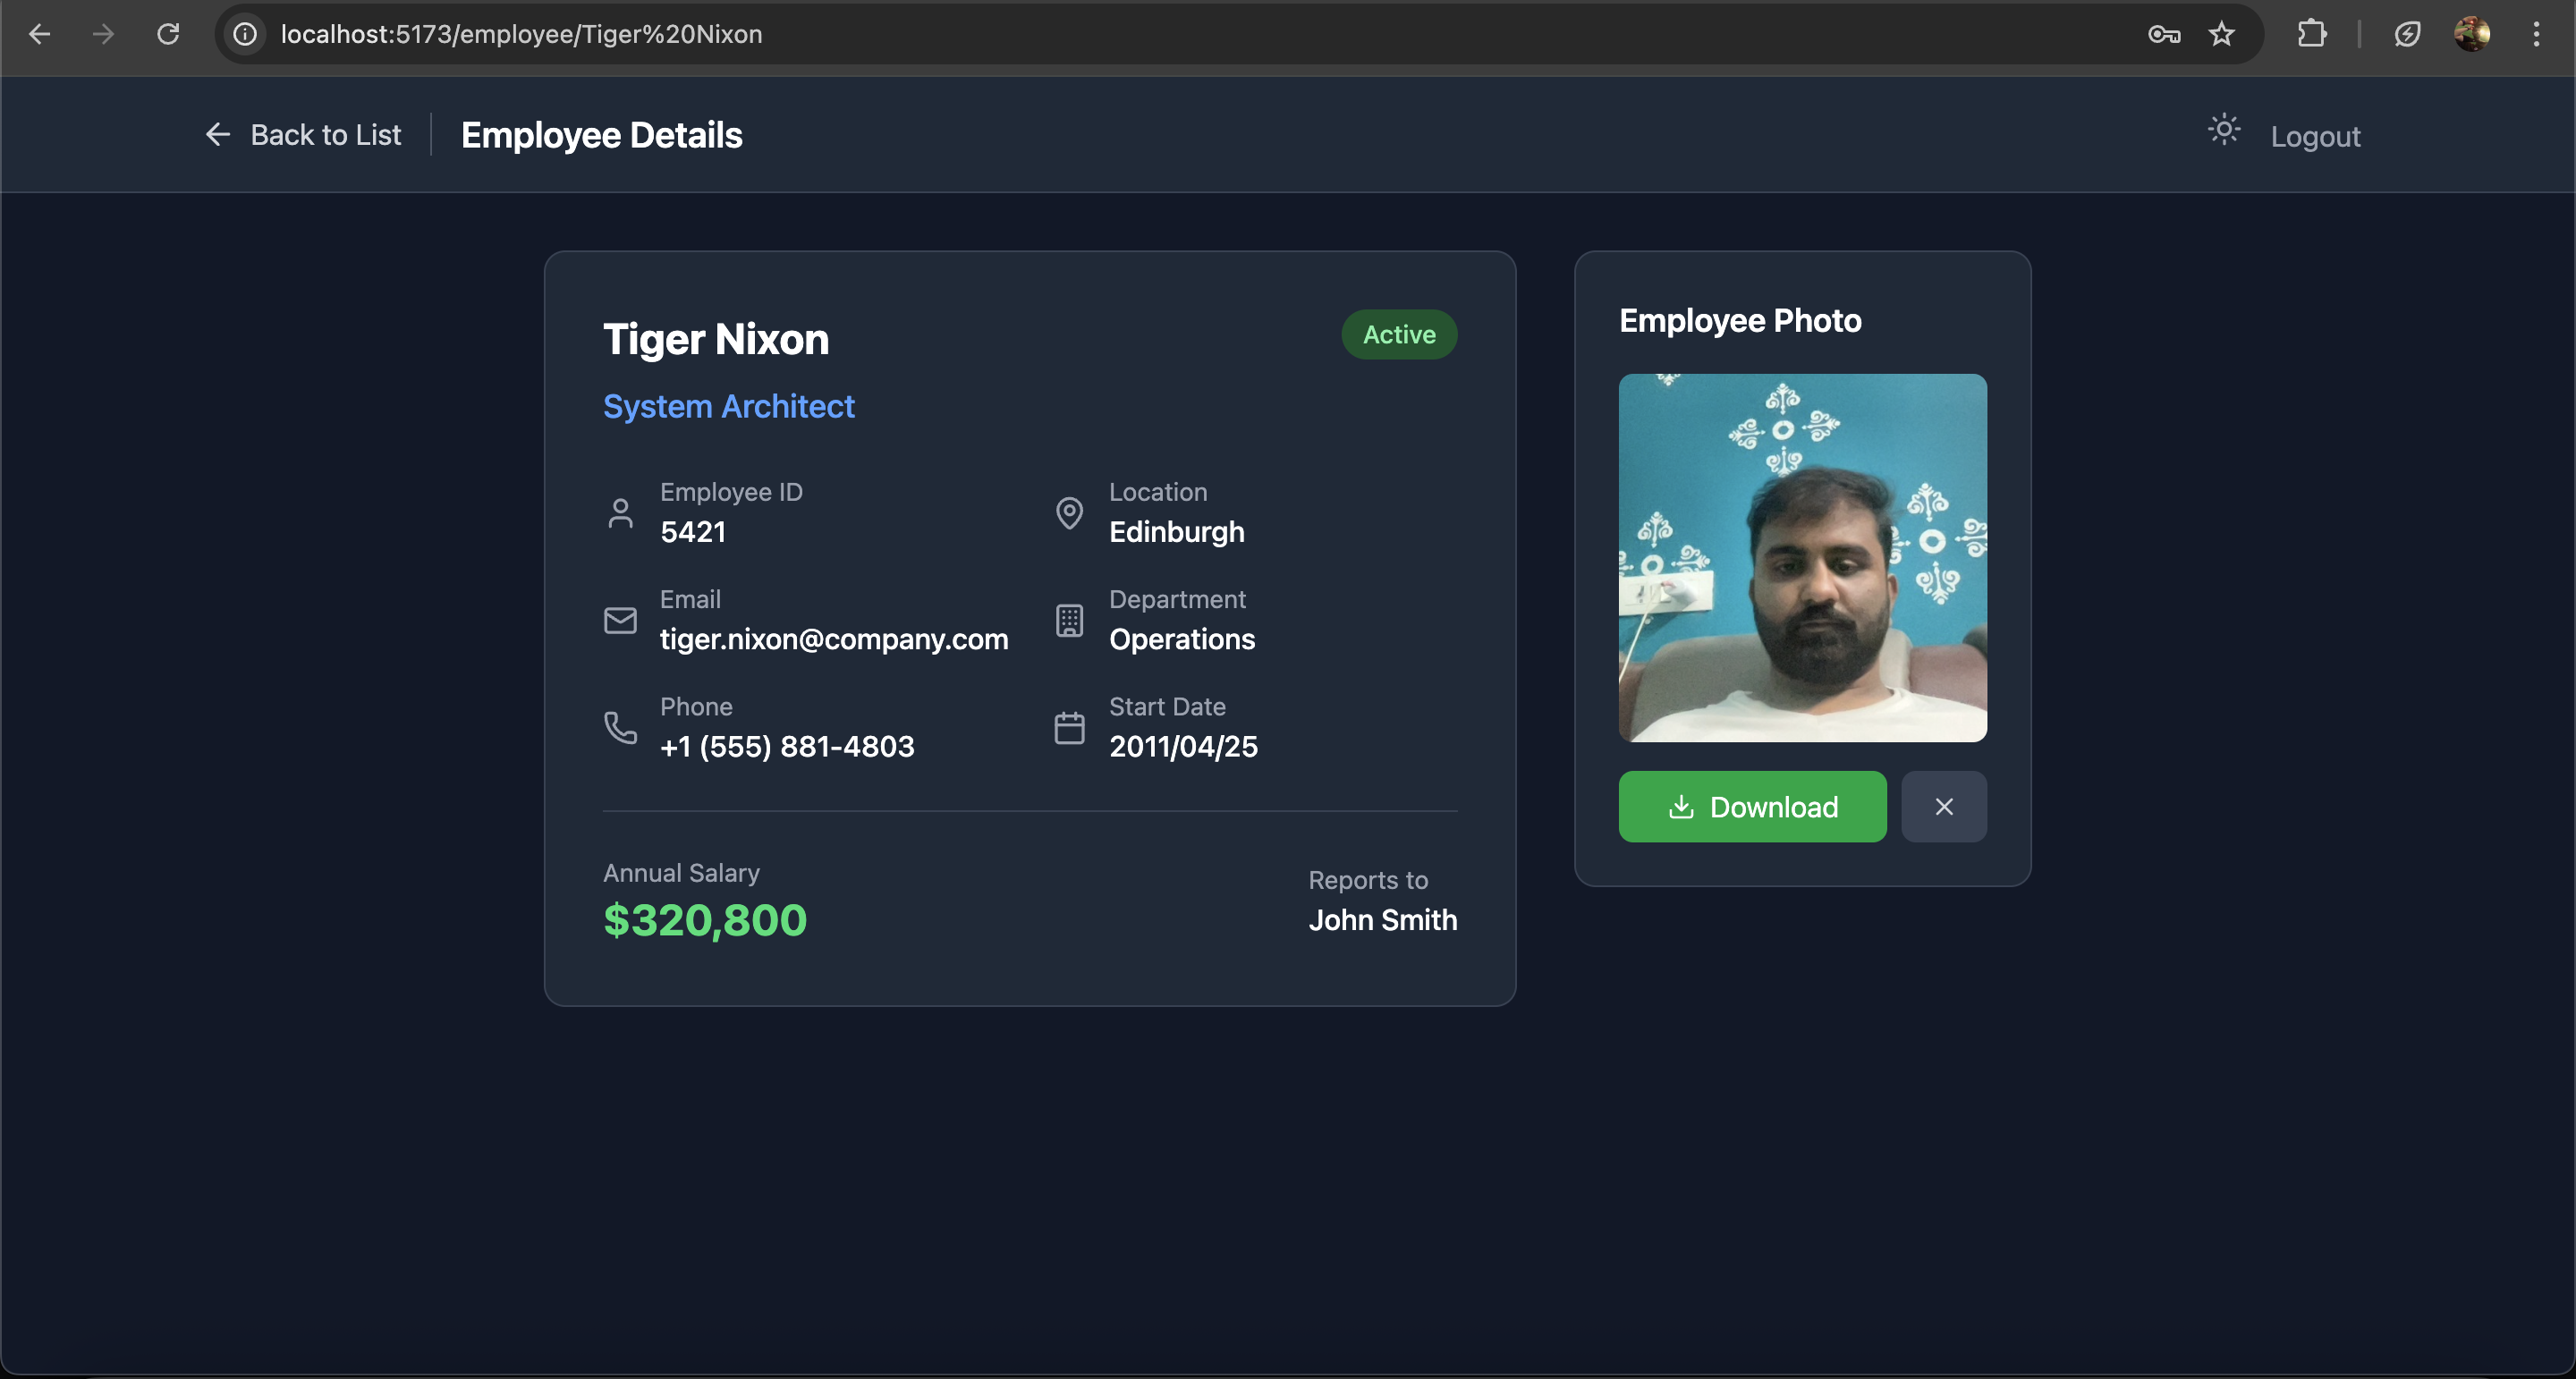 localhost:5173/employee/Tiger%20Nixon
Back to List
Employee Details
Logout
Tiger Nixon
Active
System Architect
Employee ID
5421
Location
Edinburgh
Email
tiger.nixon@company.com
Department
Operations
Phone
+1 (555) 881-4803
Start Date
2011/04/25
Annual Salary
$320,800
Reports to
John Smith
Employee Photo
Download